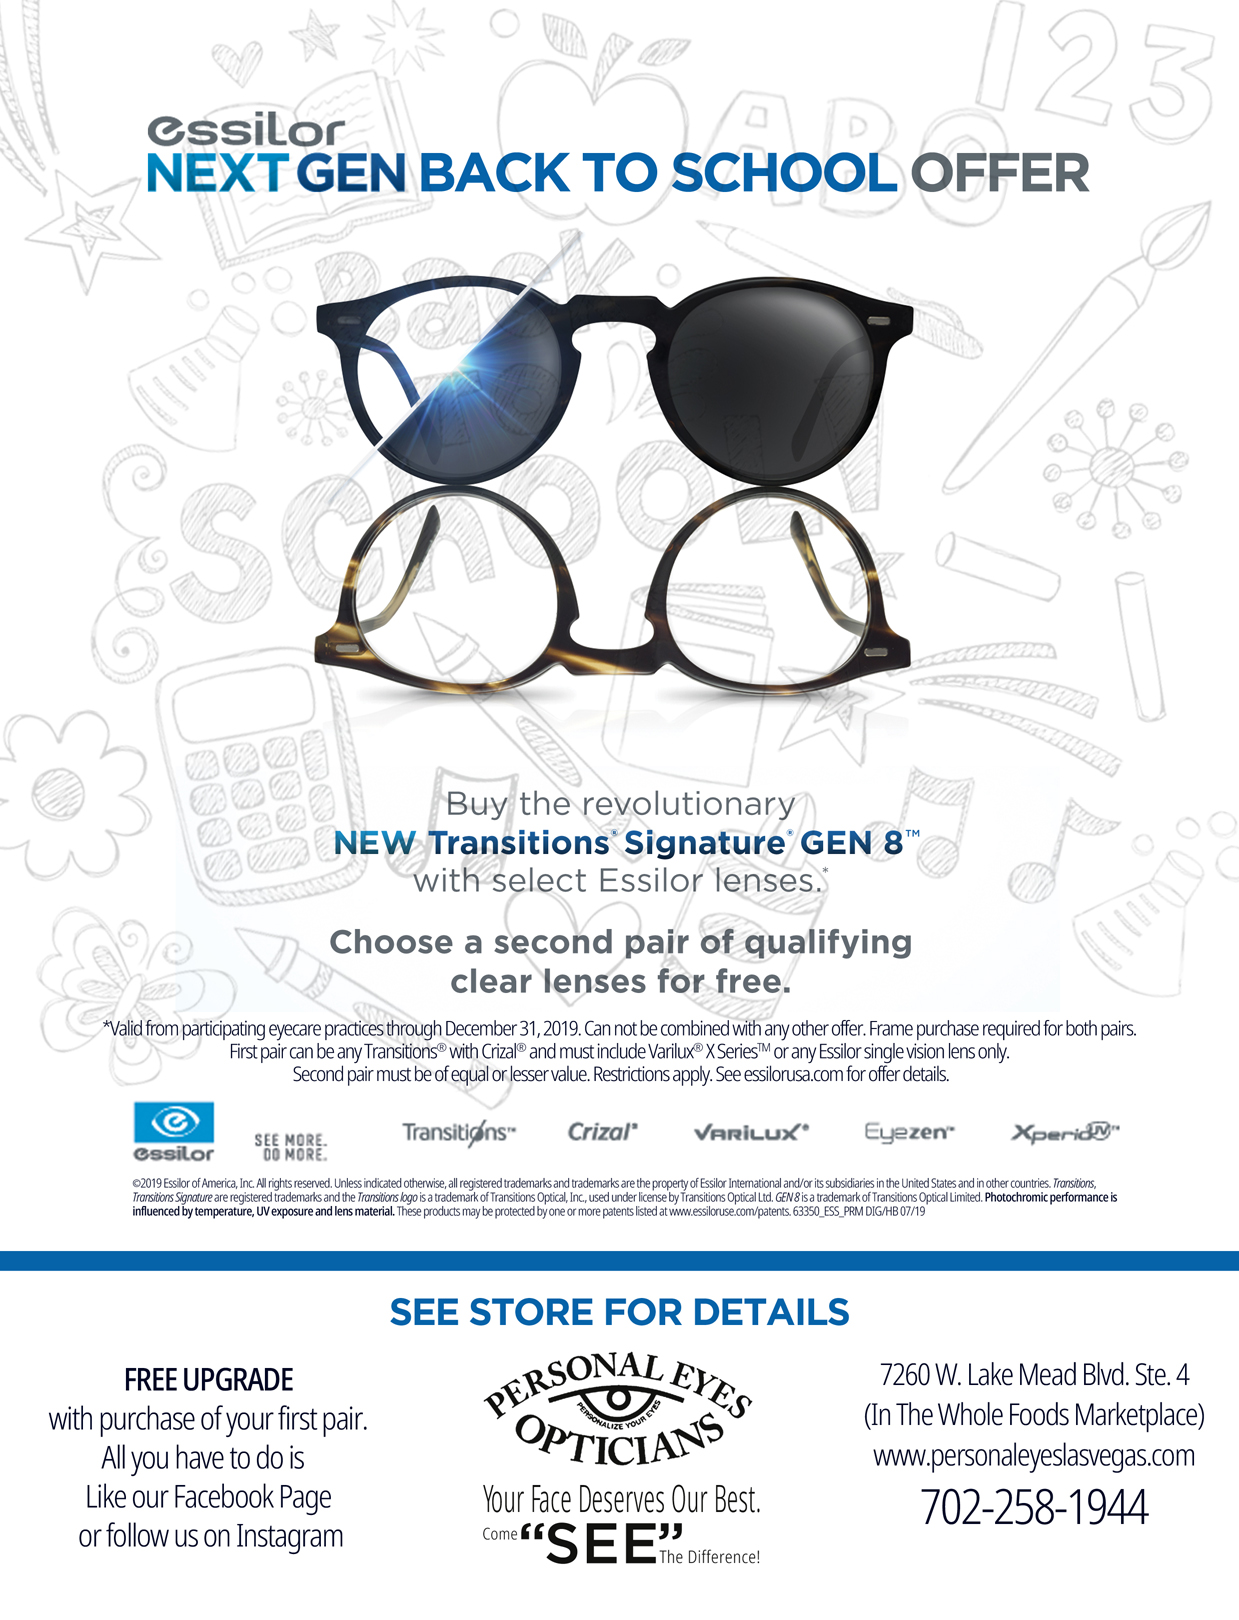 essilor
NEXT GEN BACK TO SCHOOL OFFER
123
ABC
Back
To
School!
Buy the revolutionary
NEW Transitions® Signature® GEN 8™
with select Essilor lenses.*
Choose a second pair of qualifying
clear lenses for free.
*Valid from participating eyecare practices through December 31, 2019. Can not be combined with any other offer. Frame purchase required for both pairs.
First pair can be any Transitions® with Crizal® and must include Varilux® X Series™ or any Essilor single vision lens only.
Second pair must be of equal or lesser value. Restrictions apply. See essilorusa.com for offer details.
essilor
SEE MORE.
DO MORE.
Transitions™
Crizal®
VARILUX®
Eyezen™
Xperio UV™
©2019 Essilor of America, Inc. All rights reserved. Unless indicated otherwise, all registered trademarks and trademarks are the property of Essilor International and/or its subsidiaries in the United States and in other countries. Transitions,
Transitions Signature are registered trademarks and the Transitions logo is a trademark of Transitions Optical, Inc., used under license by Transitions Optical Ltd. GEN 8 is a trademark of Transitions Optical Limited. Photochromic performance is
influenced by temperature, UV exposure and lens material. These products may be protected by one or more patents listed at www.essiloruse.com/patents. 63350_ESS_PRM DIG/HB 07/19
SEE STORE FOR DETAILS
FREE UPGRADE
with purchase of your first pair.
All you have to do is
Like our Facebook Page
or follow us on Instagram
PERSONAL EYES
PERSONALIZE YOUR EYES
OPTICIANS
Your Face Deserves Our Best.
Come "SEE" The Difference!
7260 W. Lake Mead Blvd. Ste. 4
(In The Whole Foods Marketplace)
www.personaleyeslasvegas.com
702-258-1944